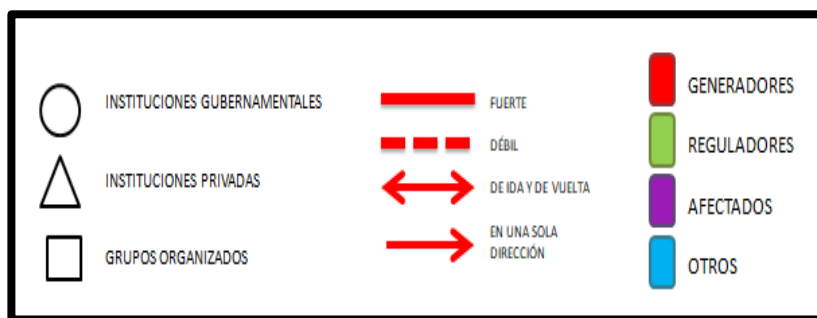 INSTITUCIONES GUBERNAMENTALES
INSTITUCIONES PRIVADAS
GRUPOS ORGANIZADOS
FUERTE
DÉBIL
DE IDA Y DE VUELTA
EN UNA SOLA
DIRECCIÓN
GENERADORES
REGULADORES
AFECTADOS
OTROS